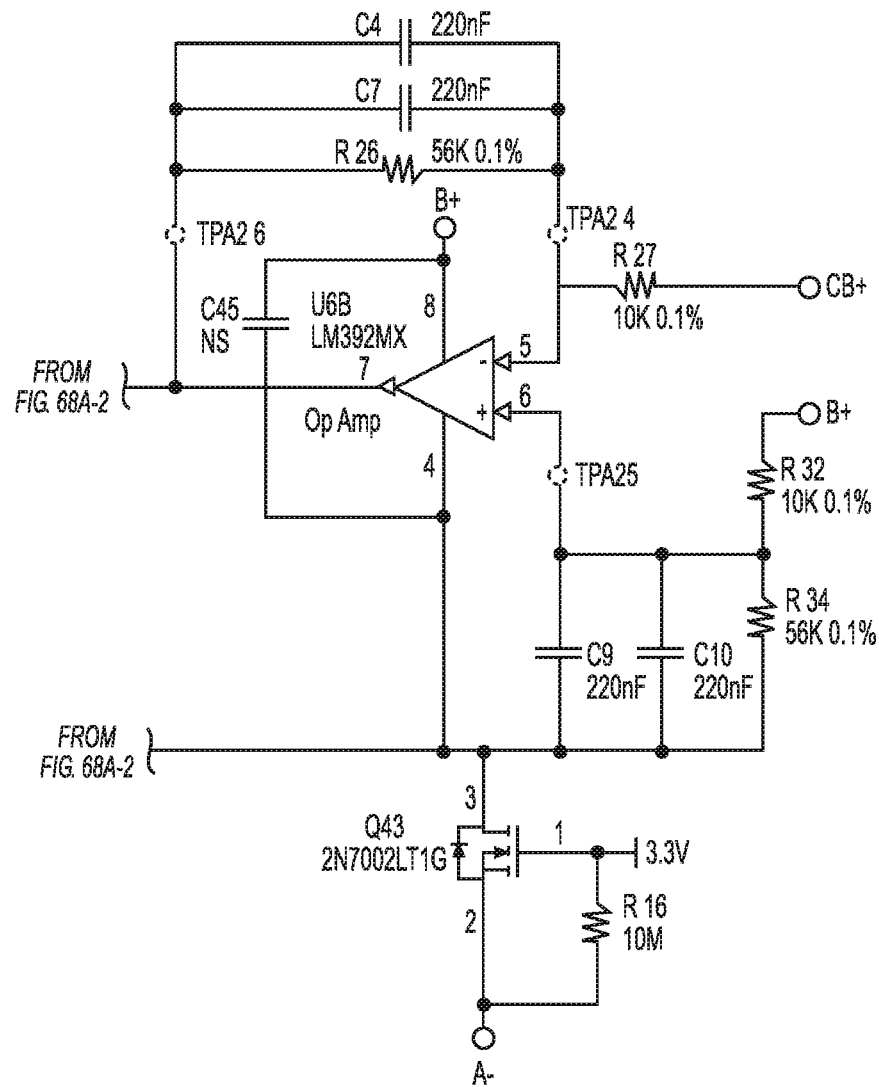 C4 220nF
C7 220nF
R 26 56K 0.1%
B+
TPA2 6
TPA2 4
R 27
CB+
10K 0.1%
C45
NS
U6B
LM392MX
8
7
5
-
6
+
FROM
FIG. 68A-2
Op Amp
4
B+
TPA25
R 32
10K 0.1%
R 34
56K 0.1%
C9
220nF
C10
220nF
FROM
FIG. 68A-2
3
Q43
2N7002LT1G
1
3.3V
2
R 16
10M
A-